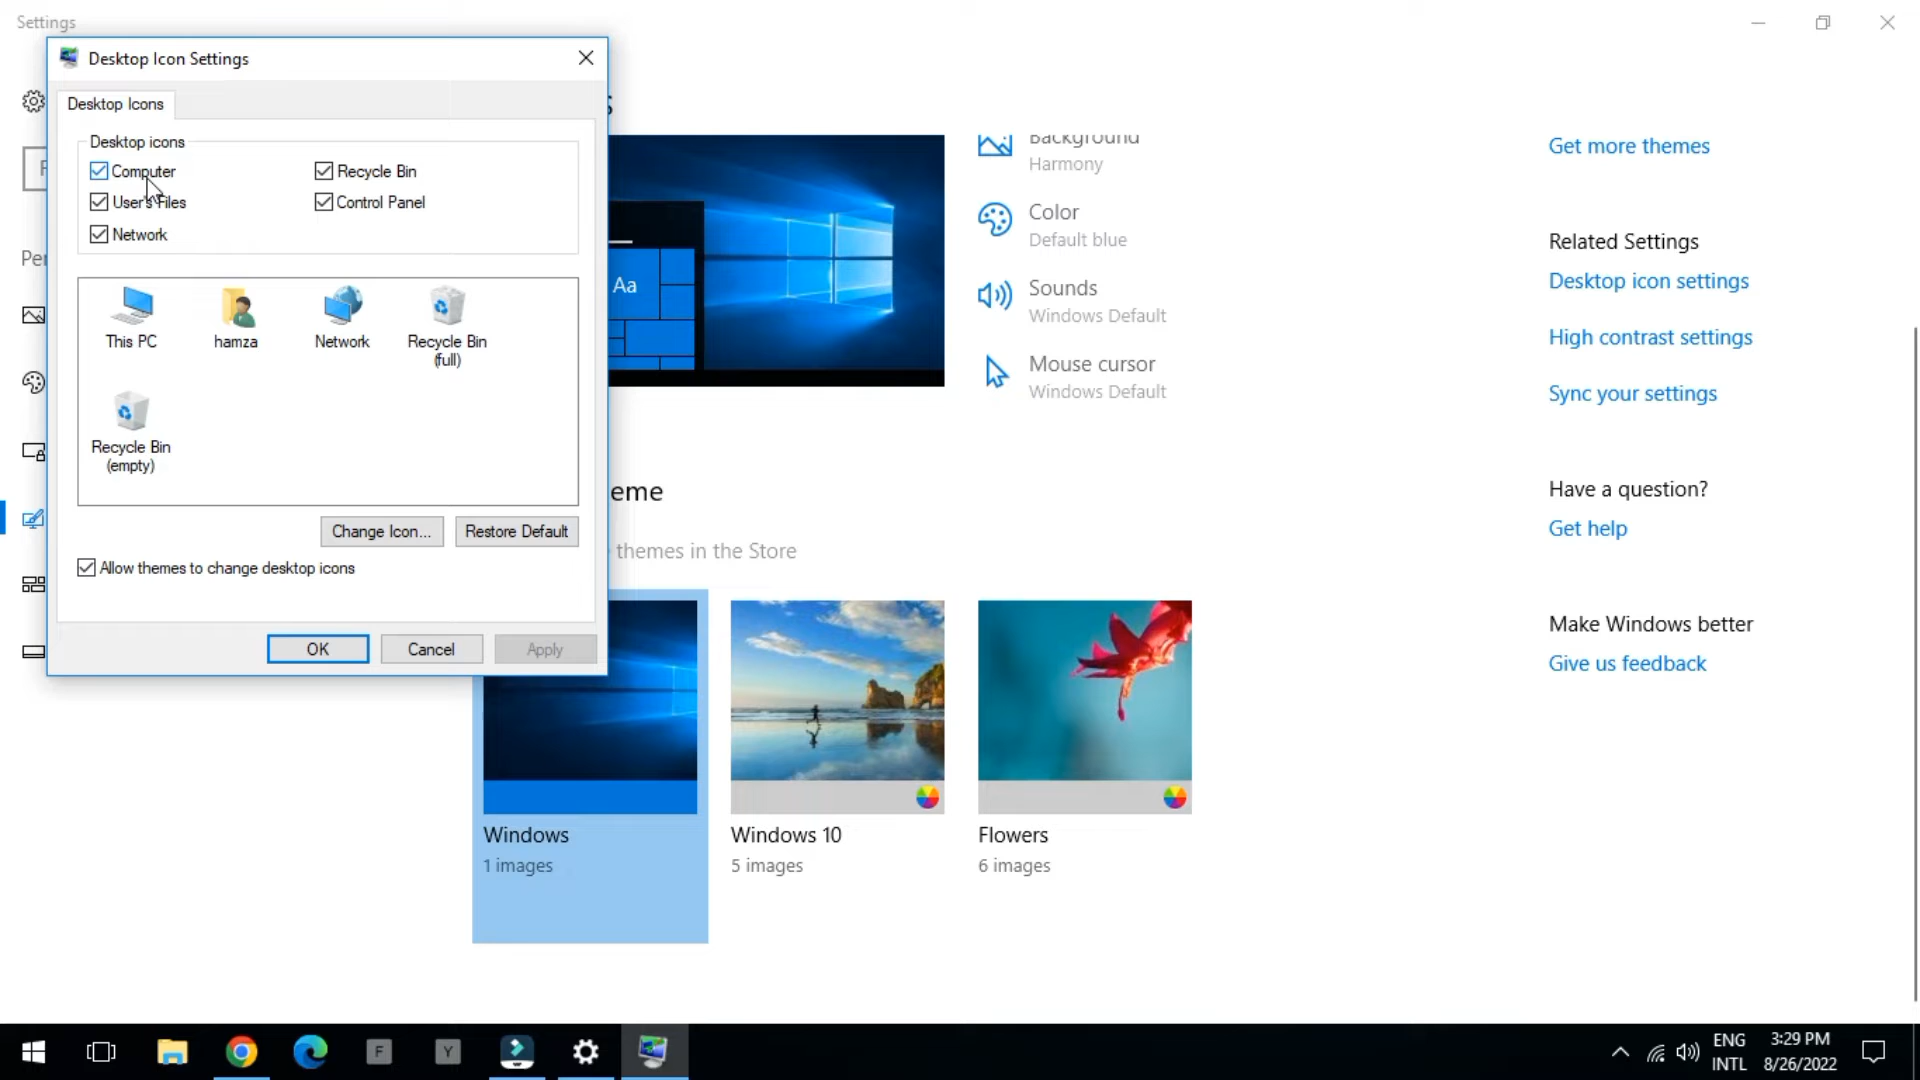 Settings
Desktop Icon Settings
Desktop Icons
Desktop icons
Computer
Recycle Bin
User's Files
Control Panel
Network
This PC
hamza
Network
Recycle Bin
(full)
Recycle Bin
(empty)
Change Icon...
Restore Default
Allow themes to change desktop icons
OK
Cancel
Apply
Aa
Background
Harmony
Color
Default blue
Sounds
Windows Default
Mouse cursor
Windows Default
eme
themes in the Store
Windows
1 images
Windows 10
5 images
Flowers
6 images
Get more themes
Related Settings
Desktop icon settings
High contrast settings
Sync your settings
Have a question?
Get help
Make Windows better
Give us feedback
Per
F
Y
ENG
INTL
3:29 PM
8/26/2022